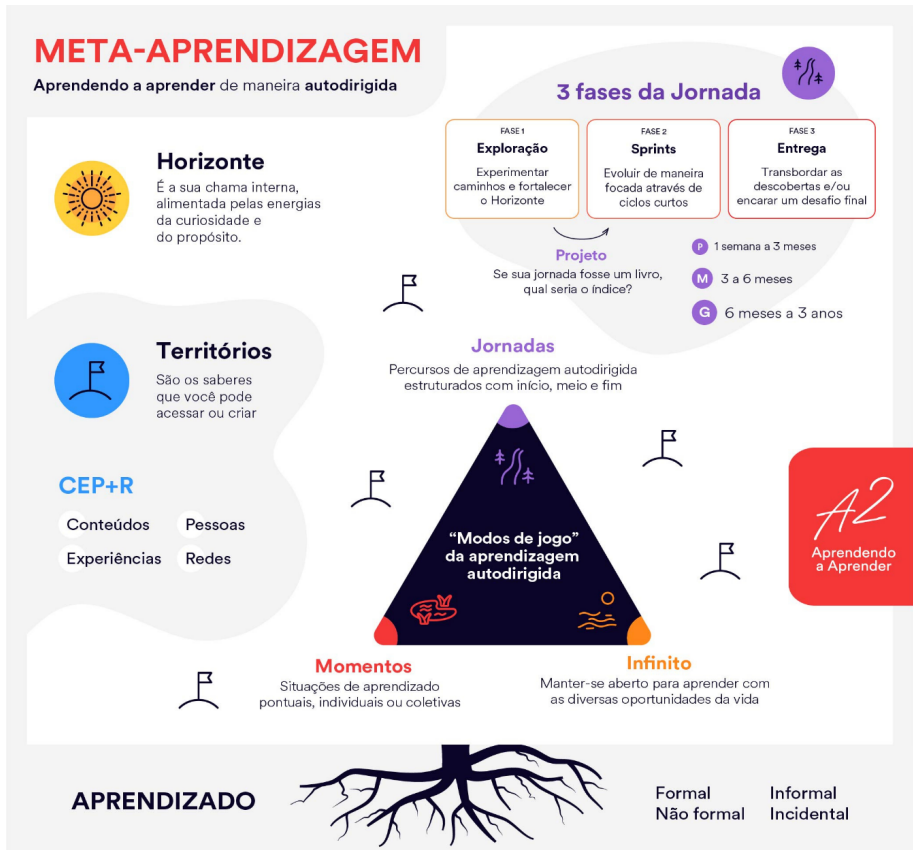 META-APRENDIZAGEM
Aprendendo a aprender de maneira autodirigida
Horizonte
É a sua chama interna,
alimentada pelas energias
da curiosidade e
do propósito.
3 fases da Jornada
FASE 1
Exploração
Experimentar
caminhos e fortalecer
o Horizonte
FASE 2
Sprints
Evoluir de maneira
focada através de
ciclos curtos
FASE 3
Entrega
Transbordar as
descobertas e/ou
encarar um desafio final
Projeto
Se sua jornada fosse um livro,
qual seria o índice?
P 1 semana a 3 meses
M 3 a 6 meses
G 6 meses a 3 anos
Territórios
São os saberes
que você pode
acessar ou criar
CEP+R
Conteúdos Pessoas
Experiências Redes
Jornadas
Percursos de aprendizagem autodirigida
estruturados com início, meio e fim
“Modos de jogo”
da aprendizagem
autodirigida
Momentos
Situações de aprendizado
pontuais, individuais ou coletivas
Infinito
Manter-se aberto para aprender com
as diversas oportunidades da vida
A2
Aprendendo
a Aprender
APRENDIZADO
Formal Informal
Não formal Incidental